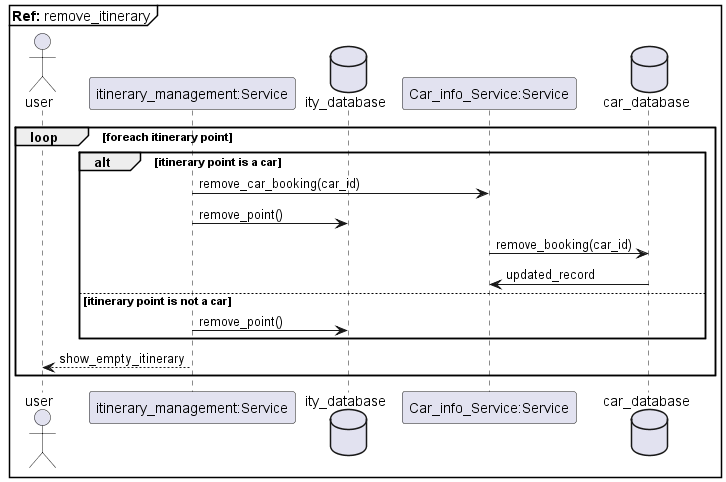 Ref: remove_itinerary
user
itinerary_management:Service
ity_database
Car_info_Service:Service
car_database
loop [foreach itinerary point]
alt [itinerary point is a car]
remove_car_booking(car_id)
remove_point()
remove_booking(car_id)
updated_record
[itinerary point is not a car]
remove_point()
show_empty_itinerary
user
itinerary_management:Service
ity_database
Car_info_Service:Service
car_database